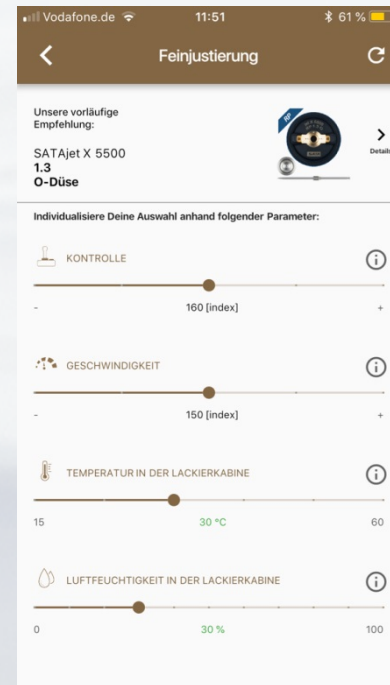 Vodafone.de 11:51 61 %
Feinjustierung
Unsere vorläufige
Empfehlung:
SATAjet X 5500
1.3
O-Düse
RP
Details
Individualisiere Deine Auswahl anhand folgender Parameter:
KONTROLLE
- 160 [index] +
GESCHWINDIGKEIT
- 150 [index] +
TEMPERATUR IN DER LACKIERKABINE
15 30 °C 60
LUFTFEUCHTIGKEIT IN DER LACKIERKABINE
0 30 % 100